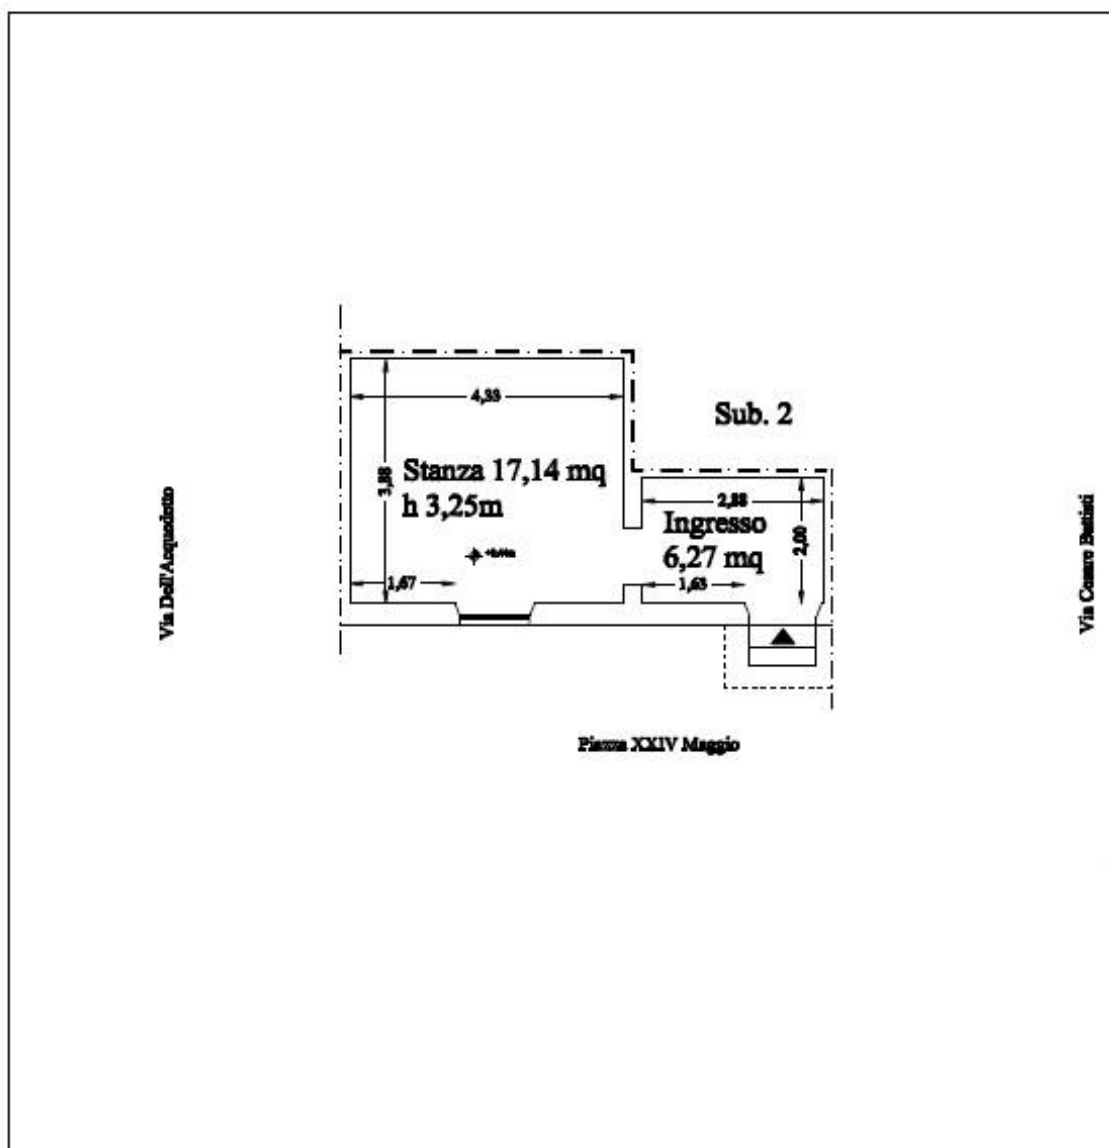 4,33
Sub. 2
3,88
Stanza 17,14 mq
h 3,25m
2,88
Ingresso
6,27 mq
2,00
1,67
1,63
Via Dell'Acquedotto
Via Cesare Battisti
Piazza XXIV Maggio